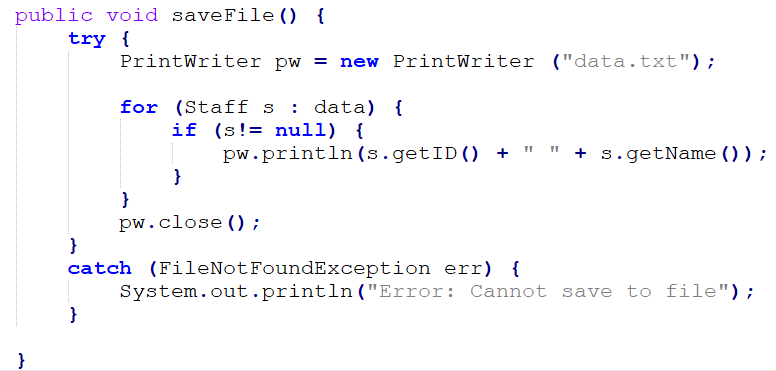 public void saveFile() {
    try {
        PrintWriter pw = new PrintWriter ("data.txt");
        for (Staff s : data) {
            if (s!= null) {
                pw.println(s.getID() + " " + s.getName());
            }
        }
        pw.close();
    }
    catch (FileNotFoundException err) {
        System.out.println("Error: Cannot save to file");
    }
}